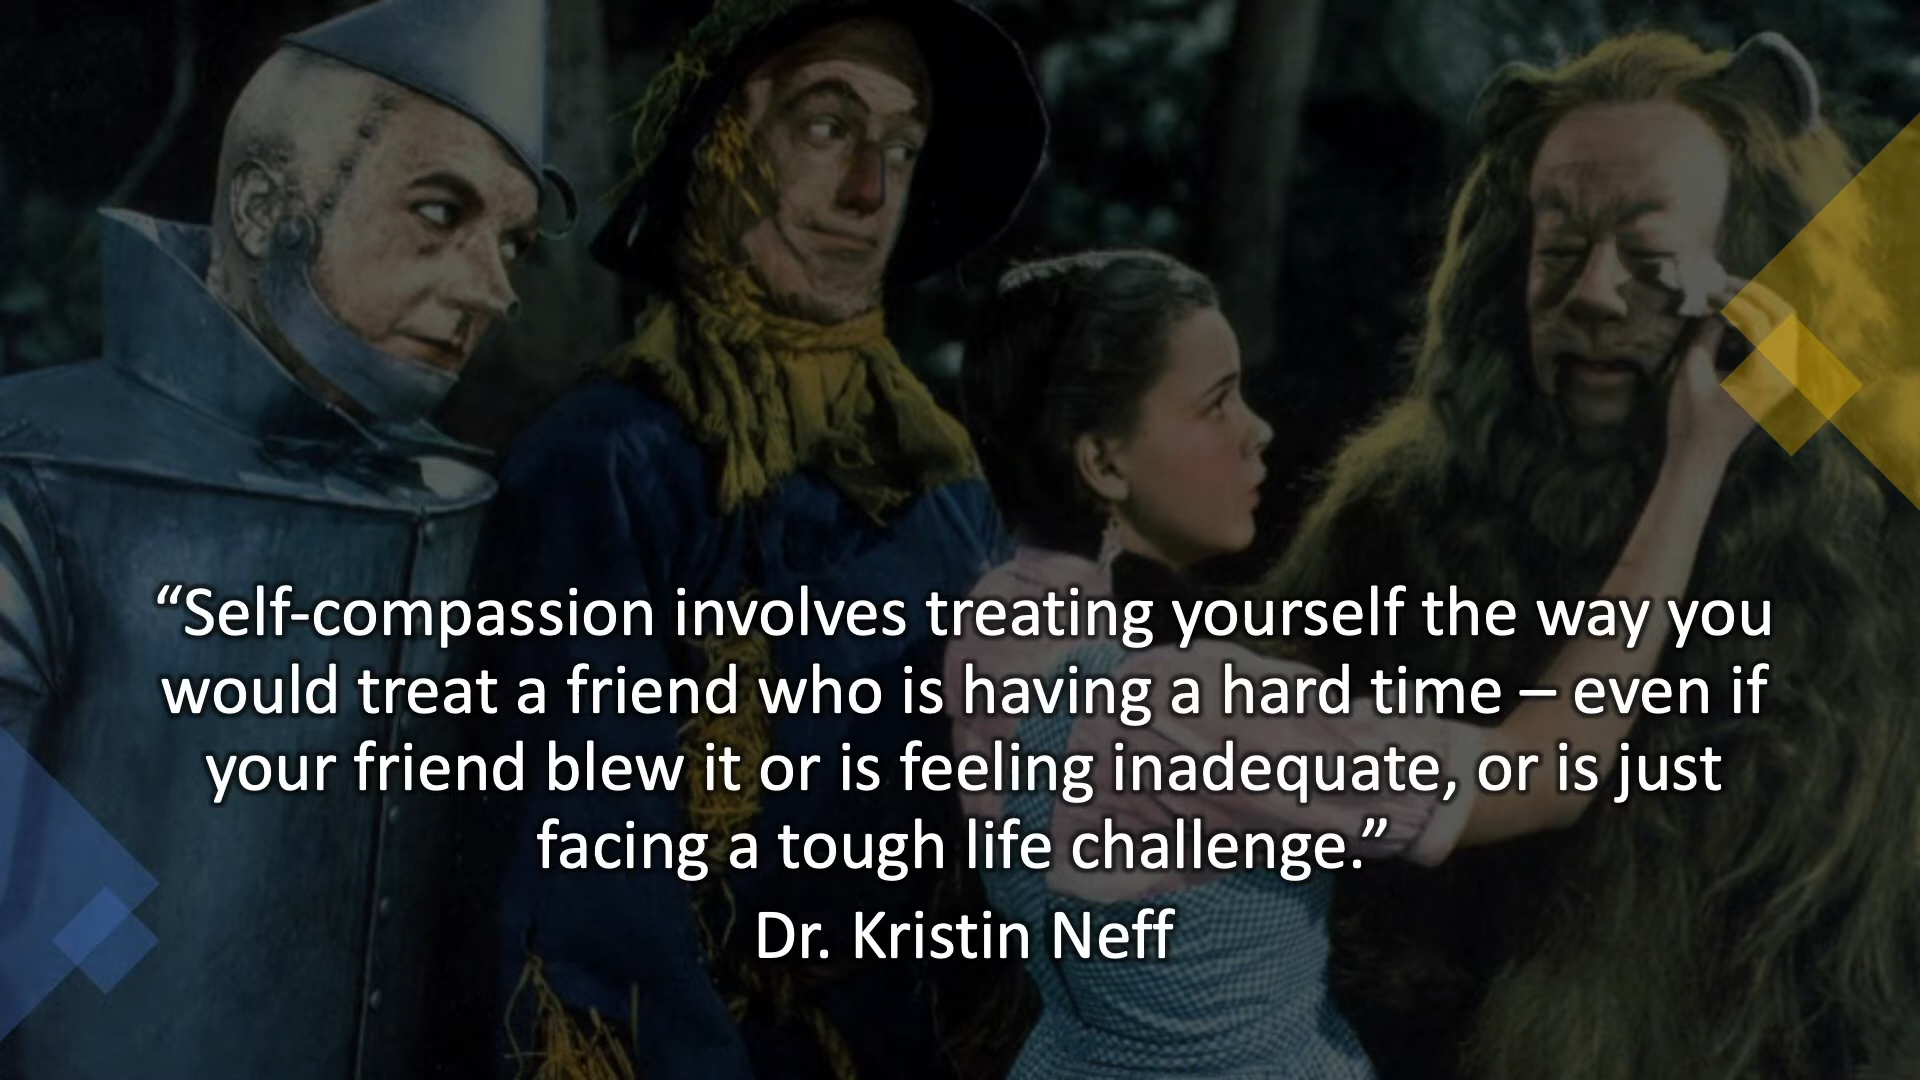 “Self-compassion involves treating yourself the way you
would treat a friend who is having a hard time – even if
your friend blew it or is feeling inadequate, or is just
facing a tough life challenge.”
Dr. Kristin Neff